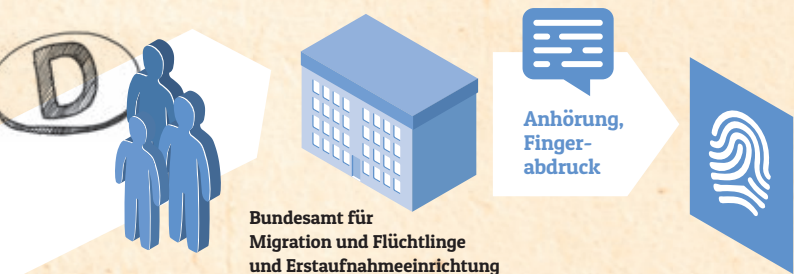 D
Anhörung,
Finger-
abdruck
Bundesamt für
Migration und Flüchtlinge
und Erstaufnahmeeinrichtung